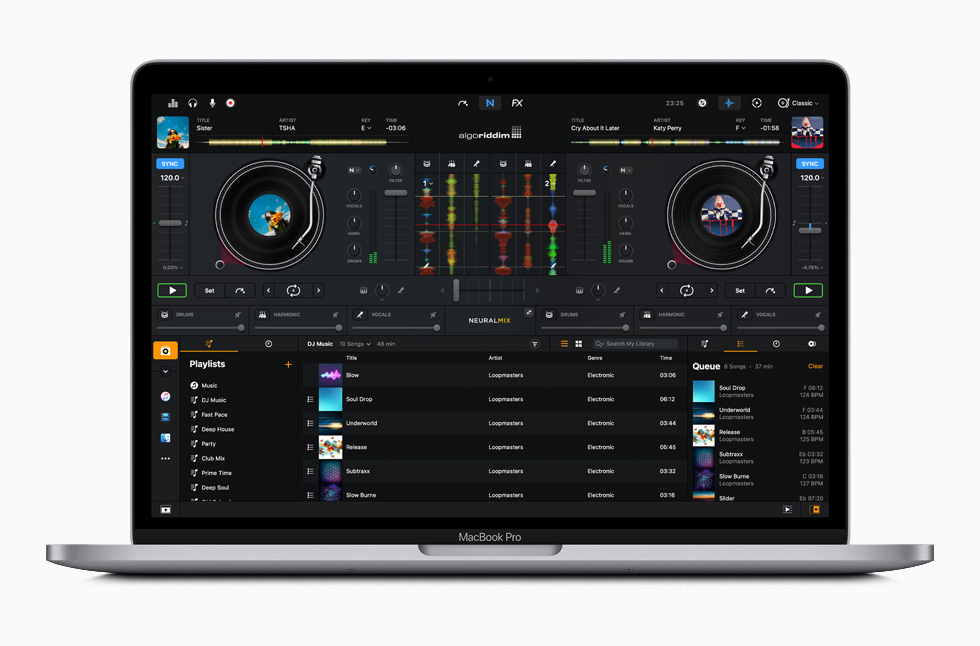 23:25
Classic
TITLE ARTIST KEY TIME
Sister TSHA E -03:06
algoriddim
TITLE ARTIST KEY TIME
Cry About It Later Katy Perry F -01:58
SYNC
120.0
0.00%
N
FILTER
VOCALS
HARM.
DRUMS
1
2
FILTER
N
VOCALS
HARM.
DRUMS
SYNC
120.0
-4.76%
Set
4
4
Set
DRUMS HARMONIC VOCALS
NEURALMIX
DRUMS HARMONIC VOCALS
N FX
Playlists
Music
DJ Music
Fast Pace
Deep House
Party
Club Mix
Prime Time
Deep Soul
DJ Music 10 Songs 48 min
Search My Library
Title Artist Genre Time
Blow Loopmasters Electronic 03:06
Soul Drop Loopmasters Electronic 06:12
Underworld Loopmasters Electronic 03:44
Release Loopmasters Electronic 05:45
Subtraxx Loopmasters Electronic 03:32
Slow Burne Loopmasters Electronic 03:16
Queue 8 Songs • 37 min Clear
Soul Drop F 06:12
Loopmasters 124 BPM
Underworld F 03:44
Loopmasters 124 BPM
Release B 05:45
Loopmasters 125 BPM
Subtraxx Eb 03:32
Loopmasters 123 BPM
Slow Burne C 03:16
Loopmasters 127 BPM
Slider Eb 07:20
MacBook Pro